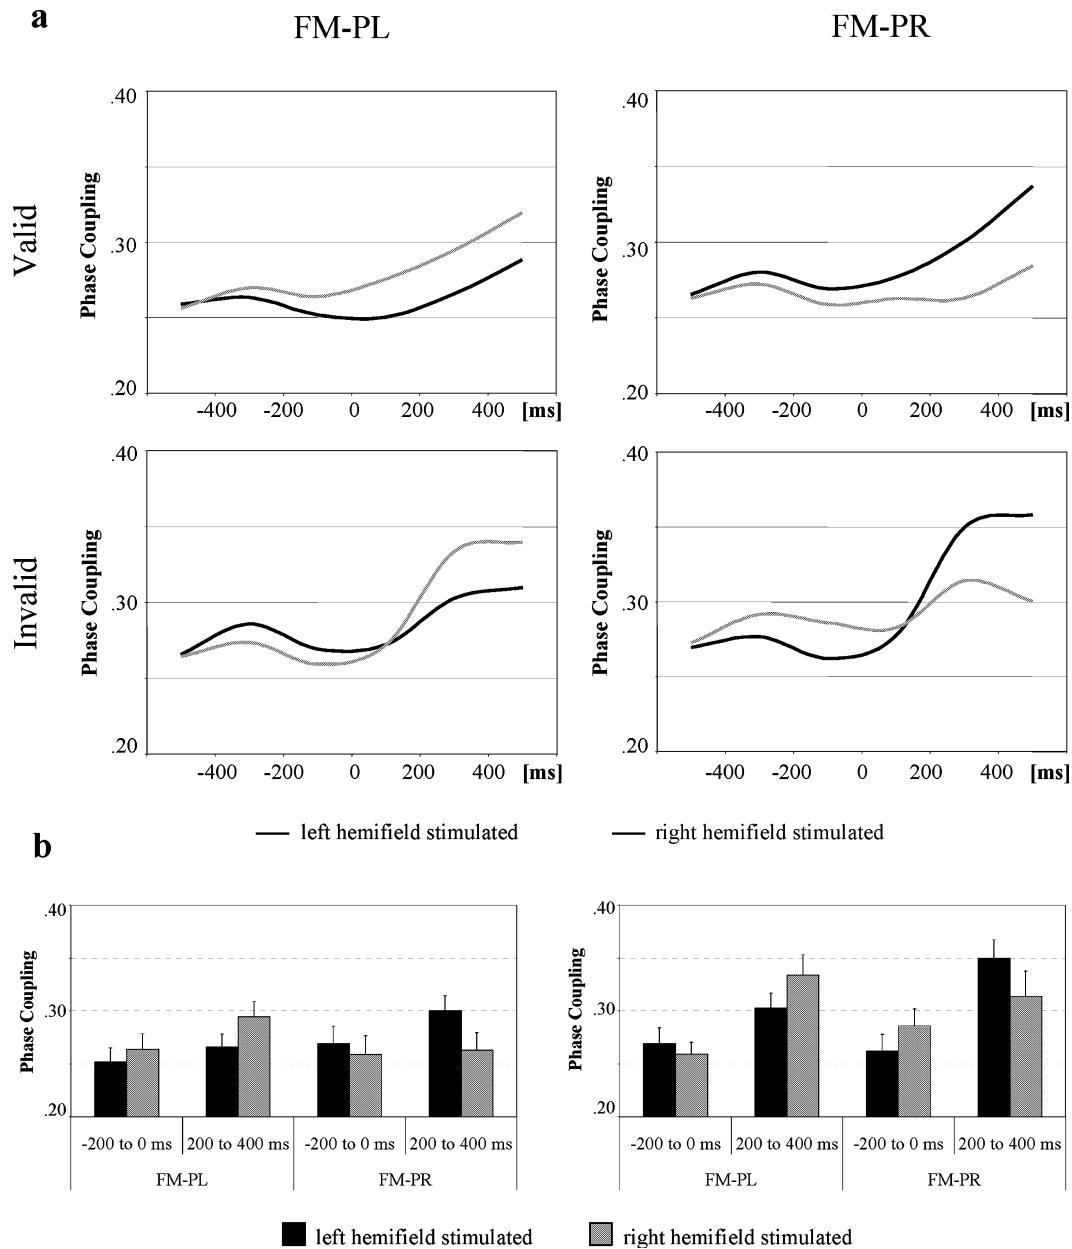 a
FM-PL
FM-PR
Valid
Phase Coupling
.40
.30
.20
-400 -200 0 200 400 [ms]
Phase Coupling
.40
.30
.20
-400 -200 0 200 400 [ms]
Invalid
Phase Coupling
.40
.30
.20
-400 -200 0 200 400 [ms]
Phase Coupling
.40
.30
.20
-400 -200 0 200 400 [ms]
left hemifield stimulated
right hemifield stimulated
b
Phase Coupling
.40
.30
.20
-200 to 0 ms 200 to 400 ms -200 to 0 ms 200 to 400 ms
FM-PL FM-PR
Phase Coupling
.40
.30
.20
-200 to 0 ms 200 to 400 ms -200 to 0 ms 200 to 400 ms
FM-PL FM-PR
left hemifield stimulated
right hemifield stimulated